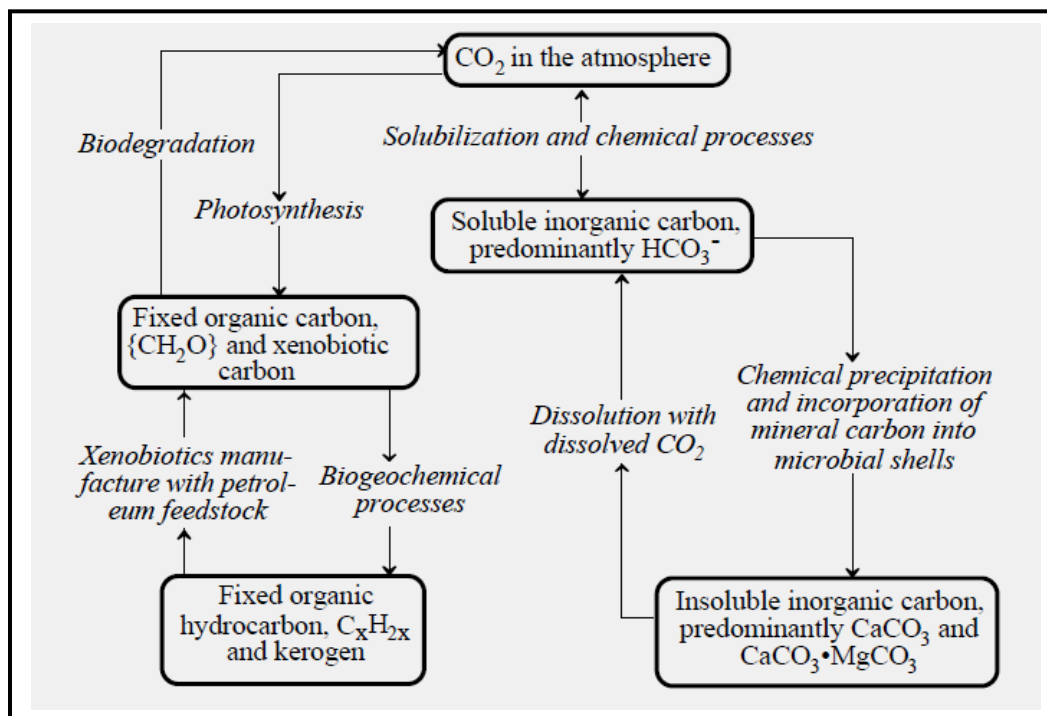 CO₂ in the atmosphere
Biodegradation
Solubilization and chemical processes
Photosynthesis
Soluble inorganic carbon,
predominantly HCO₃⁻
Fixed organic carbon,
{CH₂O} and xenobiotic
carbon
Chemical precipitation
and incorporation of
mineral carbon into
microbial shells
Dissolution with
dissolved CO₂
Xenobiotics manu-
facture with petrol-
eum feedstock
Biogeochemical
processes
Fixed organic
hydrocarbon, CₓH₂ₓ
and kerogen
Insoluble inorganic carbon,
predominantly CaCO₃ and
CaCO₃•MgCO₃